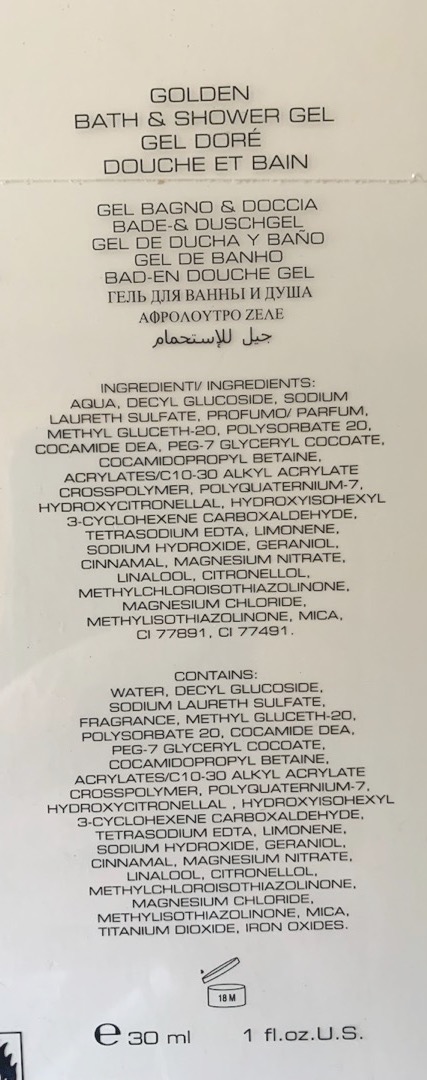 GOLDEN
BATH & SHOWER GEL
GEL DORÉ
DOUCHE ET BAIN
GEL BAGNO & DOCCIA
BADE-& DUSCHGEL
GEL DE DUCHA Y BAÑO
GEL DE BANHO
BAD-EN DOUCHE GEL
ГЕЛЬ ДЛЯ ВАННЫ И ДУША
ΑΦΡΟΛΟΥΤΡΟ ΖΕΛΕ
جيل للإستحمام
INGREDIENTI/ INGREDIENTS:
AQUA, DECYL GLUCOSIDE, SODIUM
LAURETH SULFATE, PROFUMO/ PARFUM,
METHYL GLUCETH-20, POLYSORBATE 20,
COCAMIDE DEA, PEG-7 GLYCERYL COCOATE,
COCAMIDOPROPYL BETAINE,
ACRYLATES/C10-30 ALKYL ACRYLATE
CROSSPOLYMER, POLYQUATERNIUM-7,
HYDROXYCITRONELLAL, HYDROXYISOHEXYL
3-CYCLOHEXENE CARBOXALDEHYDE,
TETRASODIUM EDTA, LIMONENE,
SODIUM HYDROXIDE, GERANIOL,
CINNAMAL, MAGNESIUM NITRATE,
LINALOOL, CITRONELLOL,
METHYLCHLOROISOTHIAZOLINONE,
MAGNESIUM CHLORIDE,
METHYLISOTHIAZOLINONE, MICA,
CI 77891, CI 77491.
CONTAINS:
WATER, DECYL GLUCOSIDE,
SODIUM LAURETH SULFATE,
FRAGRANCE, METHYL GLUCETH-20,
POLYSORBATE 20, COCAMIDE DEA,
PEG-7 GLYCERYL COCOATE,
COCAMIDOPROPYL BETAINE,
ACRYLATES/C10-30 ALKYL ACRYLATE
CROSSPOLYMER, POLYQUATERNIUM-7,
HYDROXYCITRONELLAL , HYDROXYISOHEXYL
3-CYCLOHEXENE CARBOXALDEHYDE,
TETRASODIUM EDTA, LIMONENE,
SODIUM HYDROXIDE, GERANIOL,
CINNAMAL, MAGNESIUM NITRATE,
LINALOOL, CITRONELLOL,
METHYLCHLOROISOTHIAZOLINONE,
MAGNESIUM CHLORIDE,
METHYLISOTHIAZOLINONE, MICA,
TITANIUM DIOXIDE, IRON OXIDES.
18 M
e 30 ml 1 fl.oz.U.S.